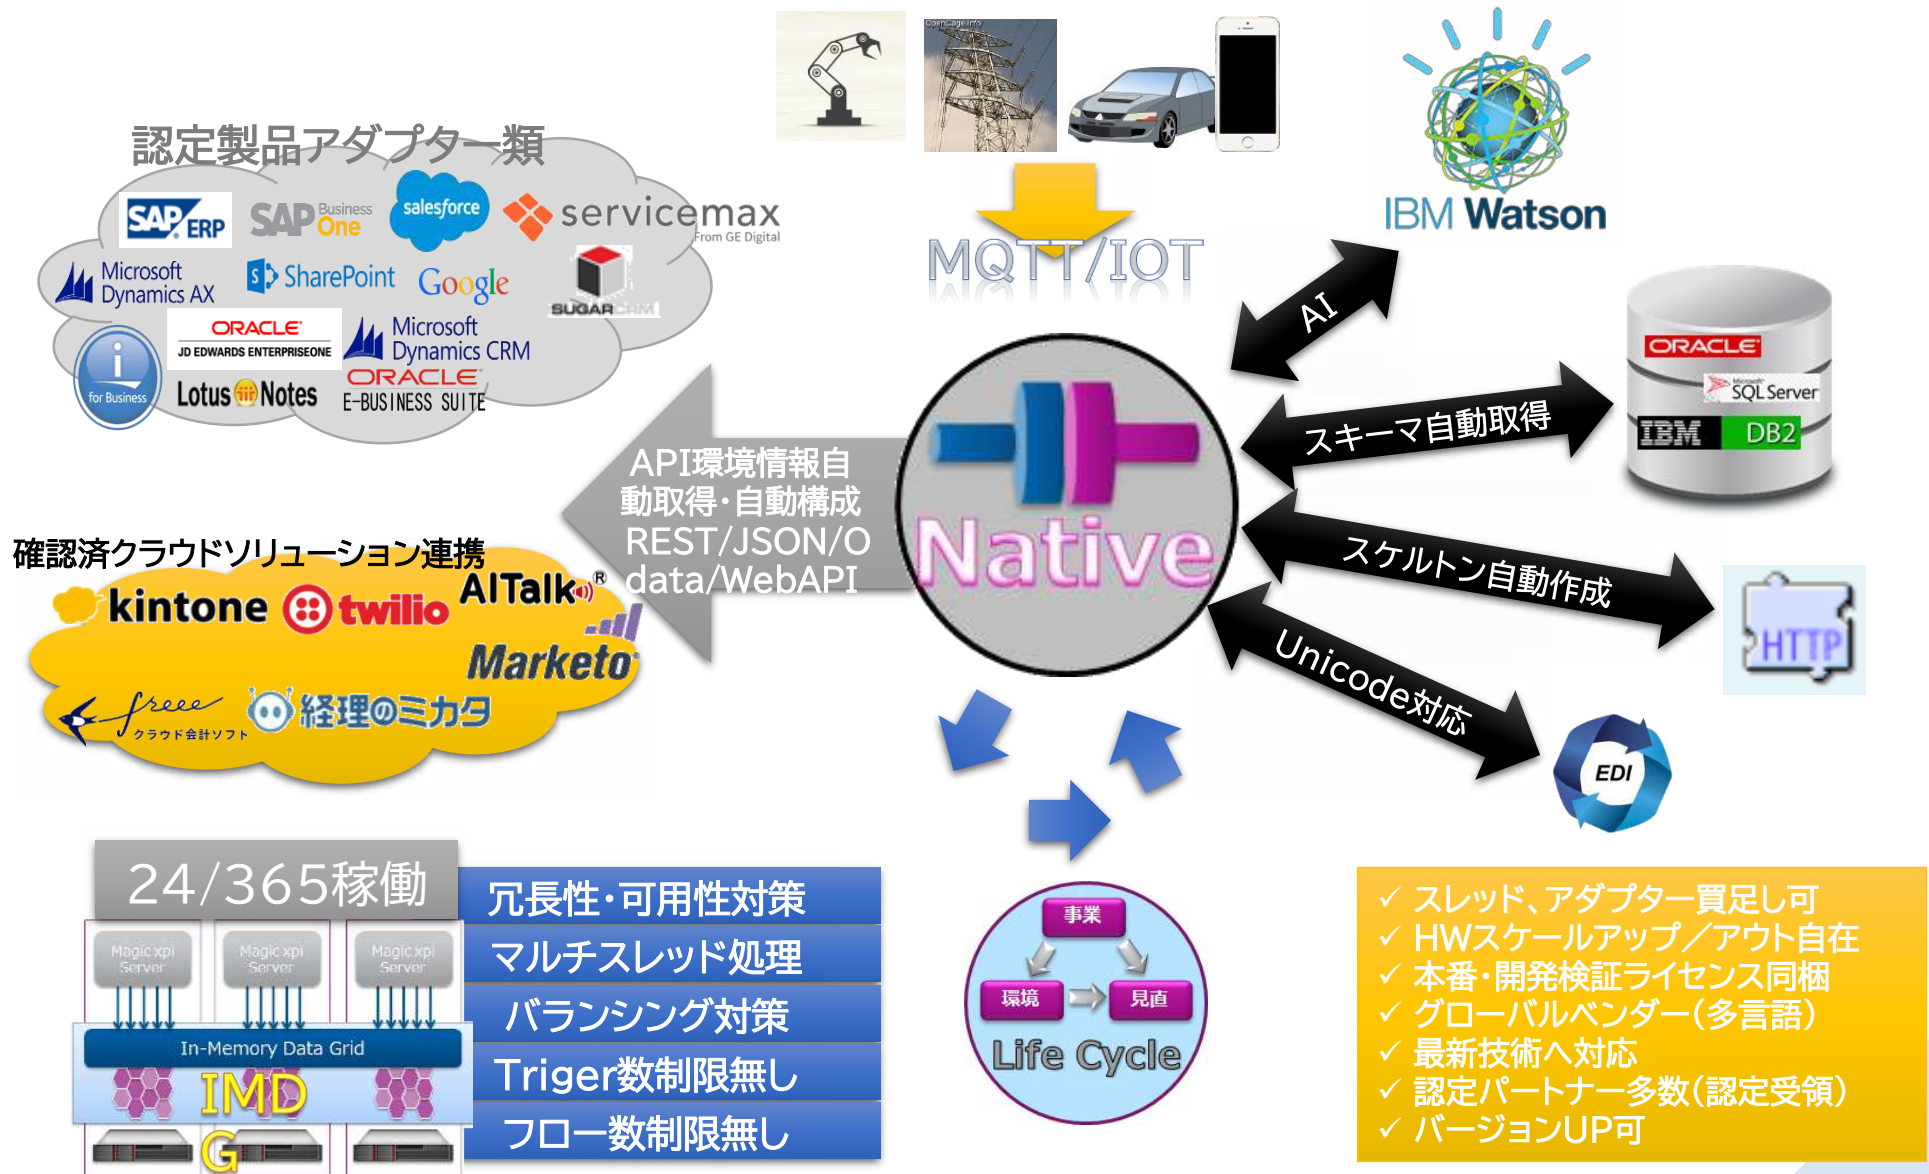 OpenCage.info
IBM Watson
認定製品アダプター類
SAP ERP
SAP Business One
salesforce
servicemax
From GE Digital
Microsoft
Dynamics AX
S SharePoint
Google
SUGARCRM
i
for Business
ORACLE
JD EDWARDS ENTERPRISEONE
Microsoft
Dynamics CRM
Lotus Notes
ORACLE
E-BUSINESS SUITE
MQTT/IOT
AI
スキーマ自動取得
ORACLE
Microsoft
SQL Server
IBM DB2
API環境情報自
動取得・自動構成
REST/JSON/O
data/WebAPI
Native
スケルトン自動作成
HTTP
Unicode対応
EDI
確認済クラウドソリューション連携
kintone
twilio
AITalk®
Marketo
freee
クラウド会計ソフト
経理のミカタ
24/365稼働
Magic xpi
Server
Magic xpi
Server
Magic xpi
Server
In-Memory Data Grid
IMD
G
冗長性・可用性対策
マルチスレッド処理
バランシング対策
Triger数制限無し
フロー数制限無し
事業
環境
見直
Life Cycle
✓ スレッド、アダプター買足し可
✓ HWスケールアップ／アウト自在
✓ 本番・開発検証ライセンス同梱
✓ グローバルベンダー（多言語）
✓ 最新技術へ対応
✓ 認定パートナー多数（認定受領）
✓ バージョンUP可